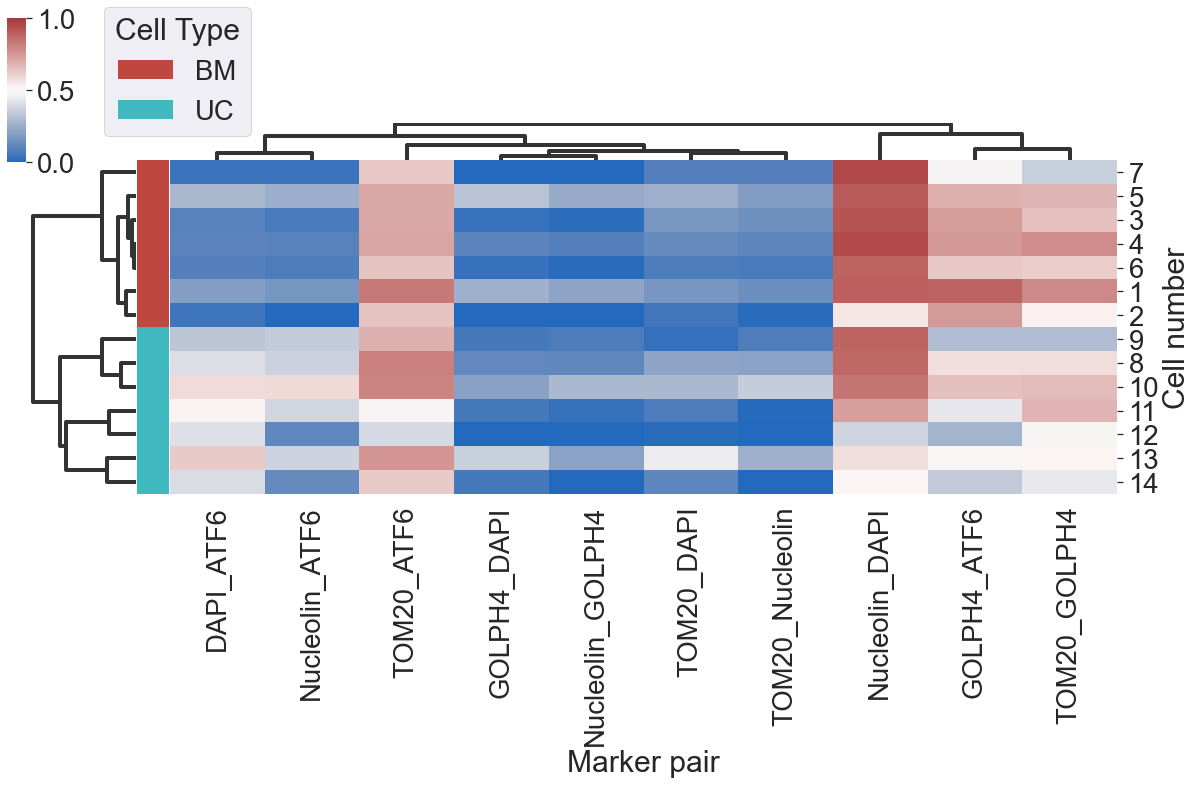 1.0
0.5
0.0
Cell Type
BM
UC
7
5
3
4
6
1
2
9
8
10
11
12
13
14
Cell number
DAPI_ATF6
Nucleolin_ATF6
TOM20_ATF6
GOLPH4_DAPI
Nucleolin_GOLPH4
TOM20_DAPI
TOM20_Nucleolin
Nucleolin_DAPI
GOLPH4_ATF6
TOM20_GOLPH4
Marker pair